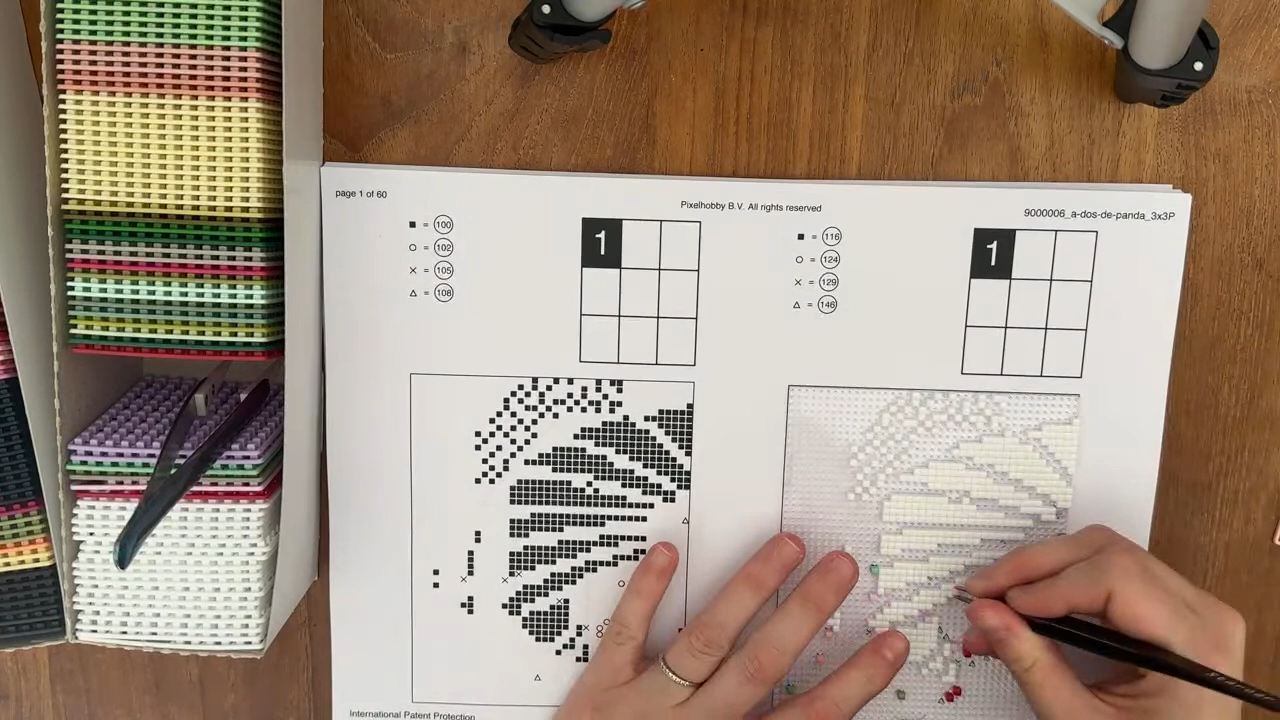 page 1 of 60
Pixelhobby B.V. All rights reserved
9000006_a-dos-de-panda_3x3P
■ = 100
○ = 102
× = 105
△ = 108
1
■ = 116
○ = 124
× = 129
△ = 146
1
International Patent Protection